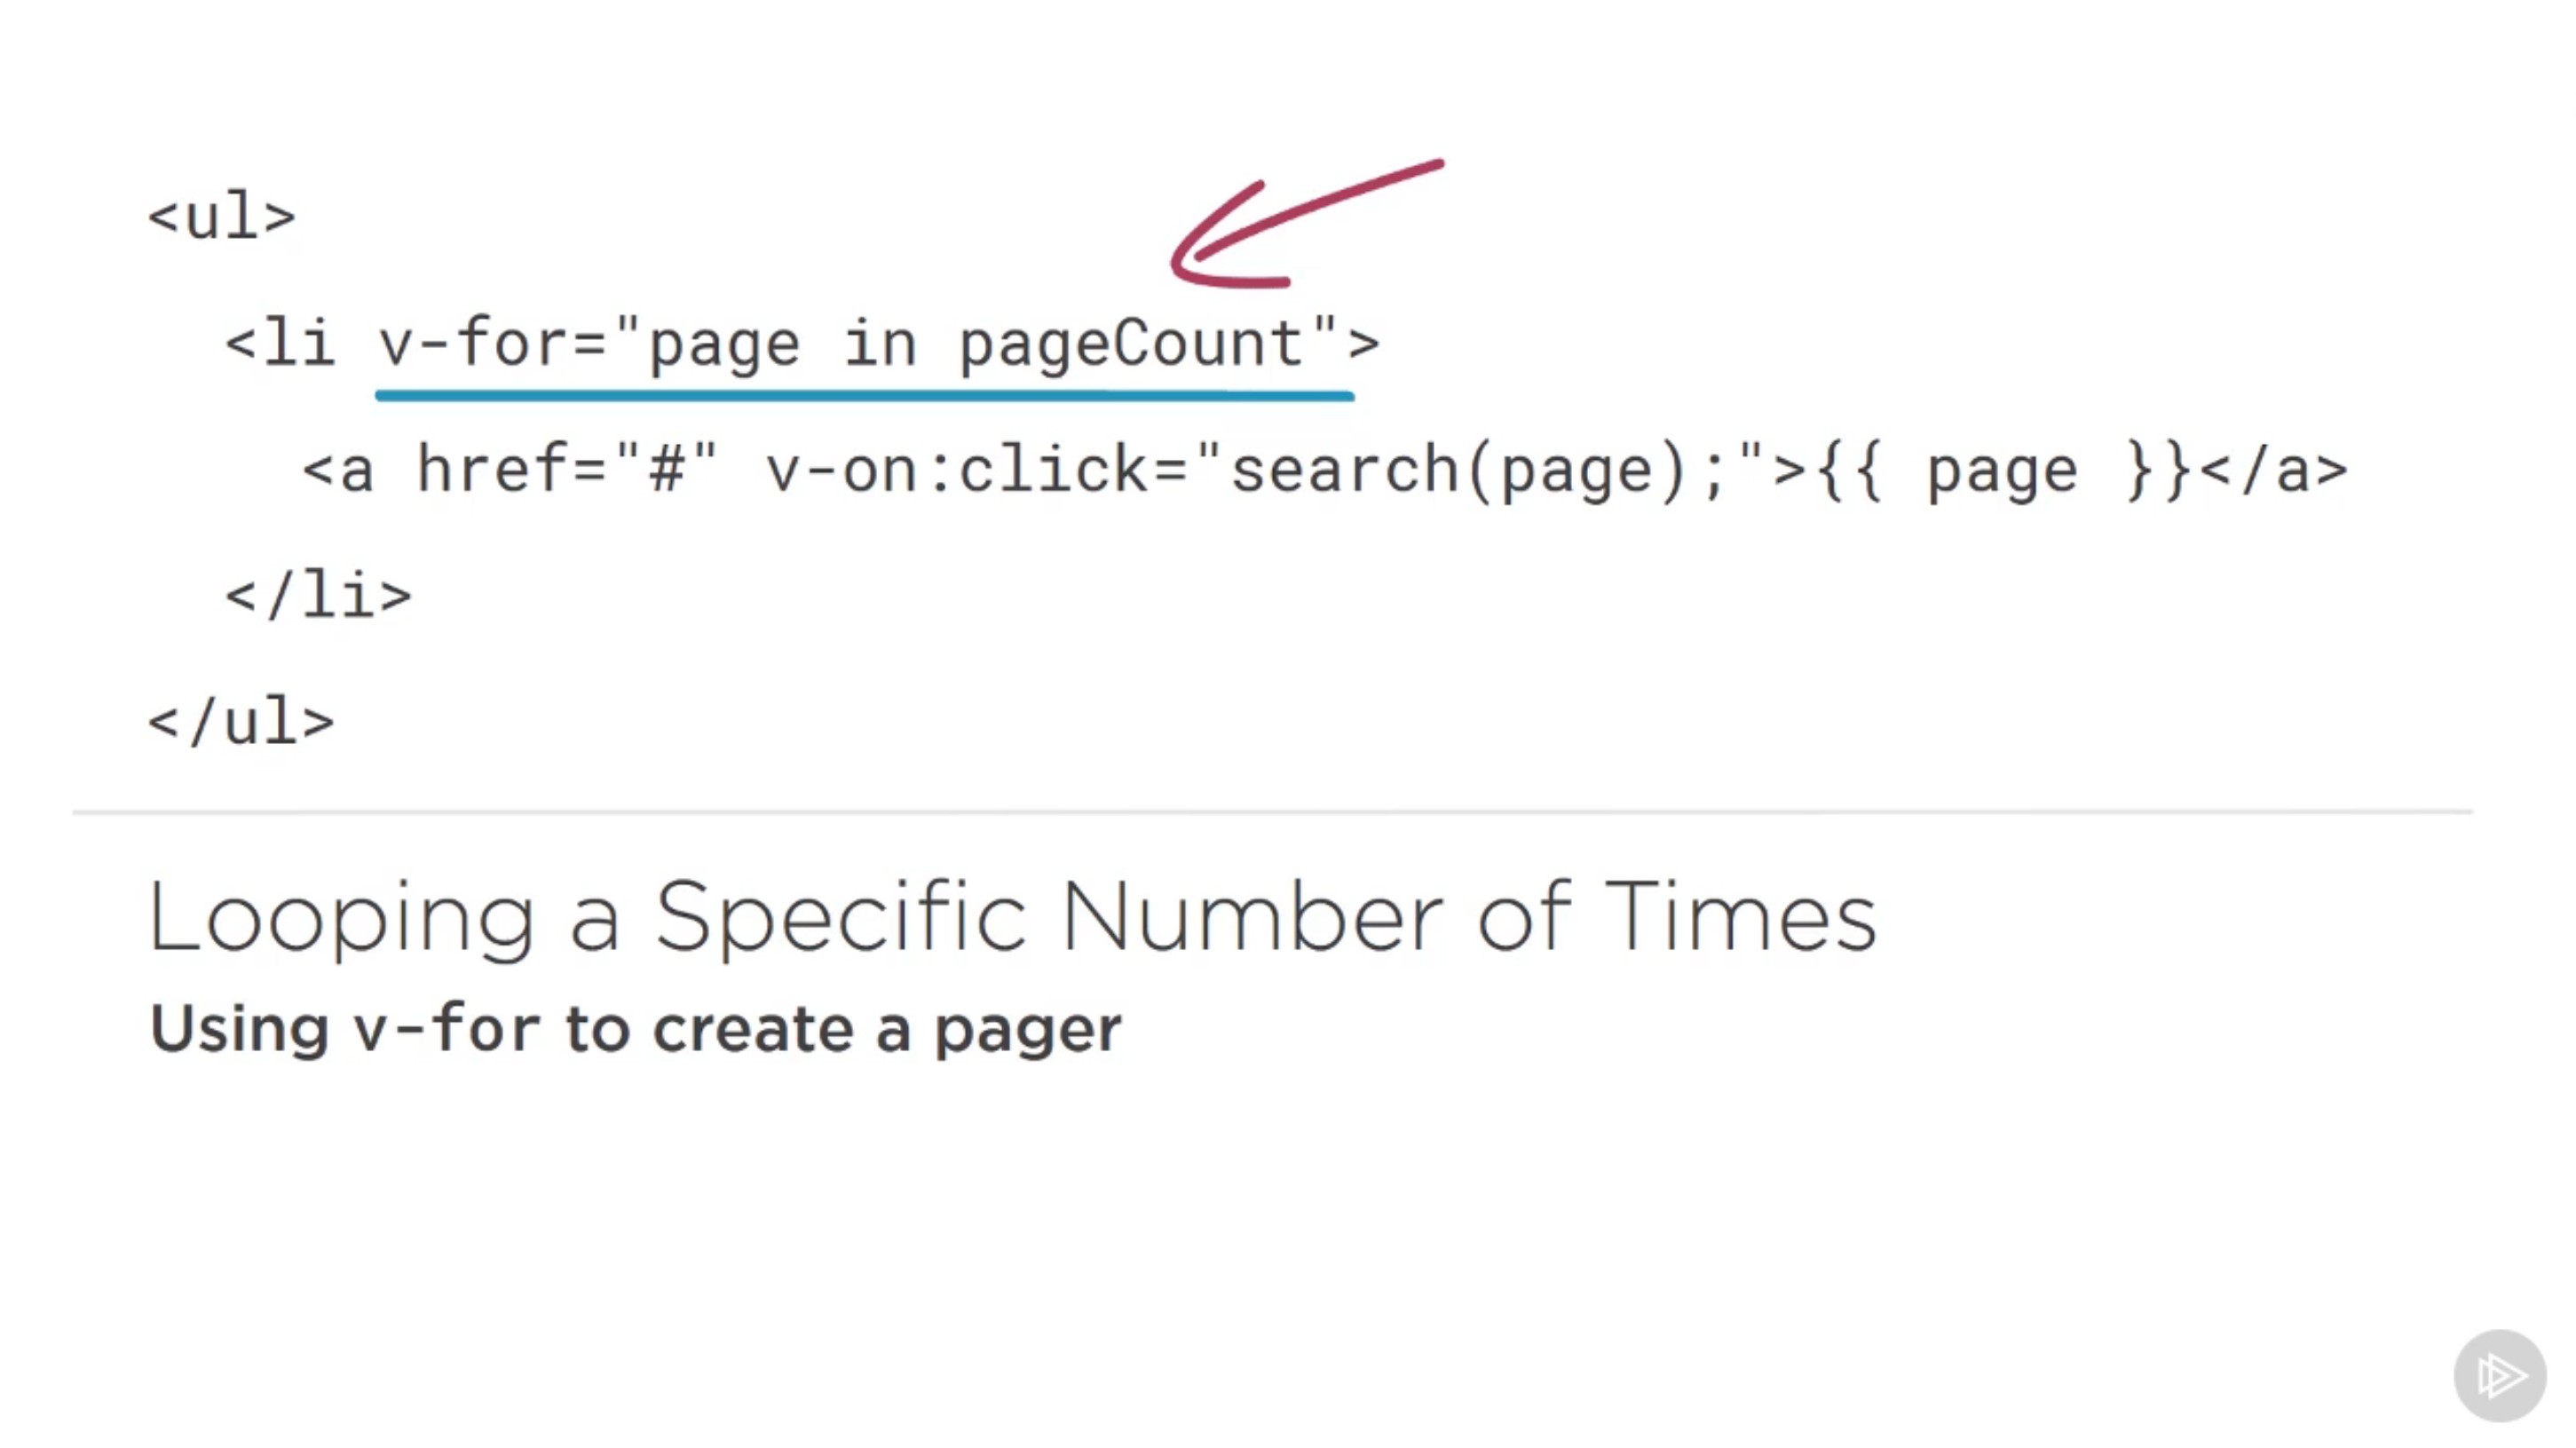 <ul>
<li v-for="page in pageCount">
<a href="#" v-on:click="search(page);">{{ page }}</a>
</li>
</ul>
Looping a Specific Number of Times
Using v-for to create a pager